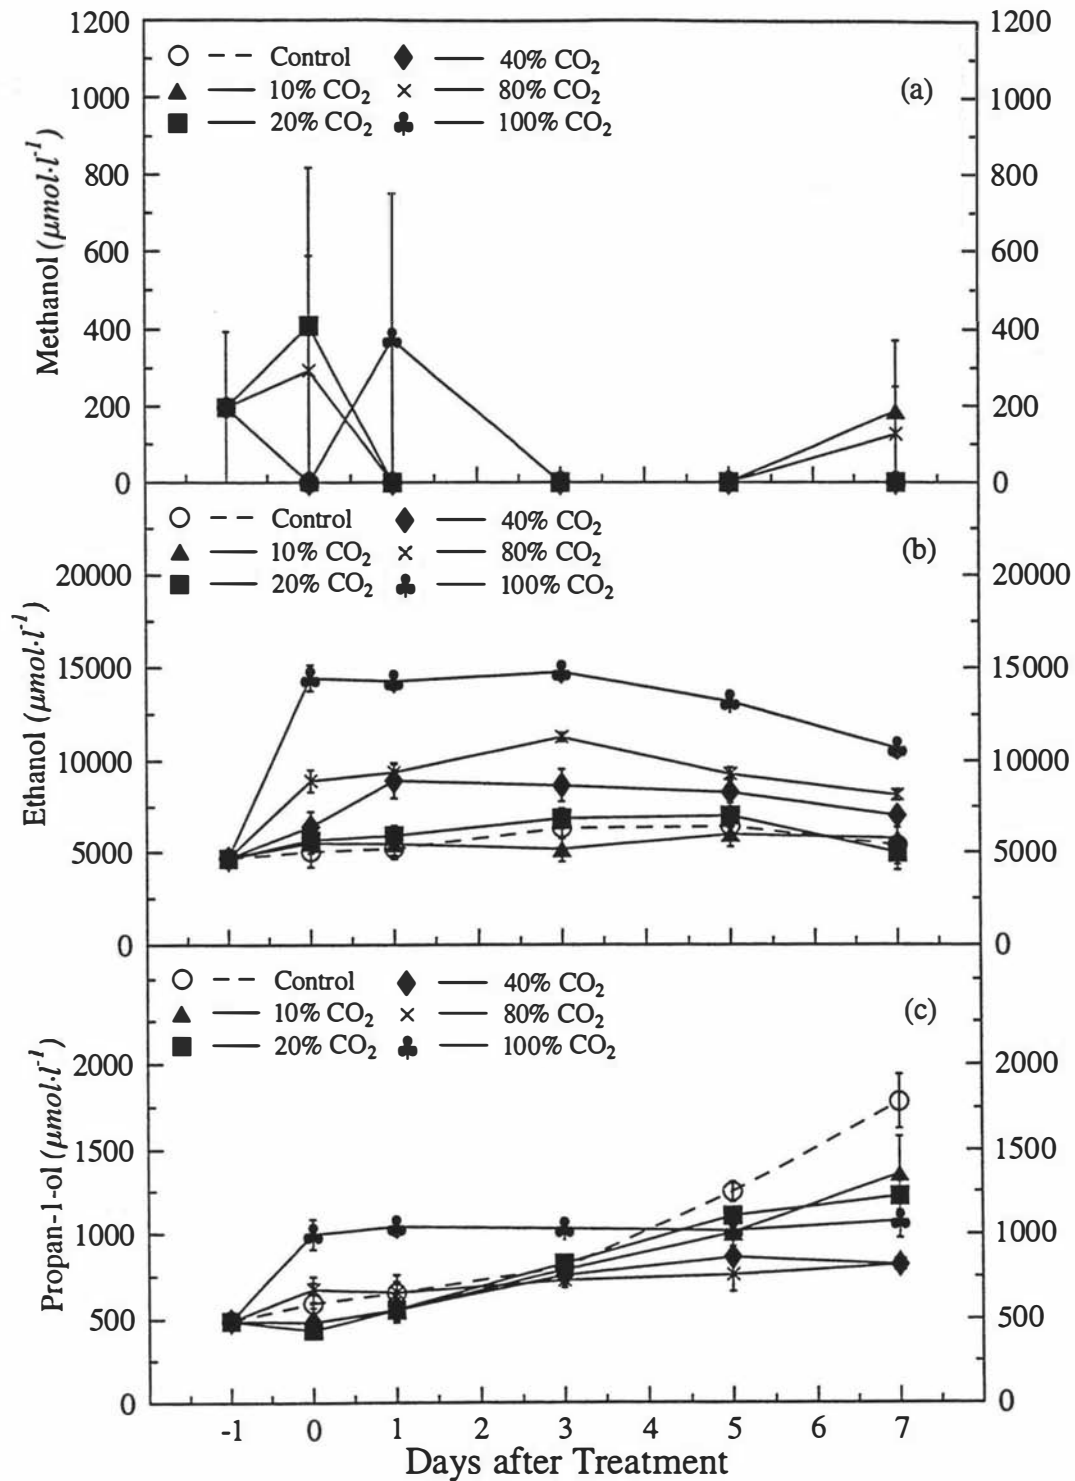 1200 1200
Control 40% CO₂
10% CO₂ 80% CO₂ (a)
1000 1000
20% CO₂ 100% CO₂
800 800
600 600
400 400
200 200
0 0
Methanol (μmol·l⁻¹)
Control 40% CO₂
10% CO₂ 80% CO₂ (b)
20000 20% CO₂ 100% CO₂ 20000
15000 15000
10000 10000
5000 5000
0 0
Ethanol (μmol·l⁻¹)
Control 40% CO₂
10% CO₂ 80% CO₂ (c)
20% CO₂ 100% CO₂
2000 2000
1500 1500
1000 1000
500 500
0 0
Propan-1-ol (μmol·l⁻¹)
-1 0 1 2 3 4 5 6 7
Days after Treatment